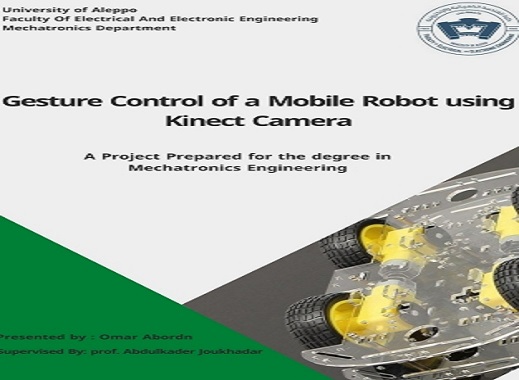 University of Aleppo
Faculty Of Electrical And Electronic Engineering
Mechatronics Department
Gesture Control of a Mobile Robot using
Kinect Camera
A Project Prepared for the degree in
Mechatronics Engineering
Presented by : Omar Abordn
Supervised By: prof. Abdulkader Joukhadar